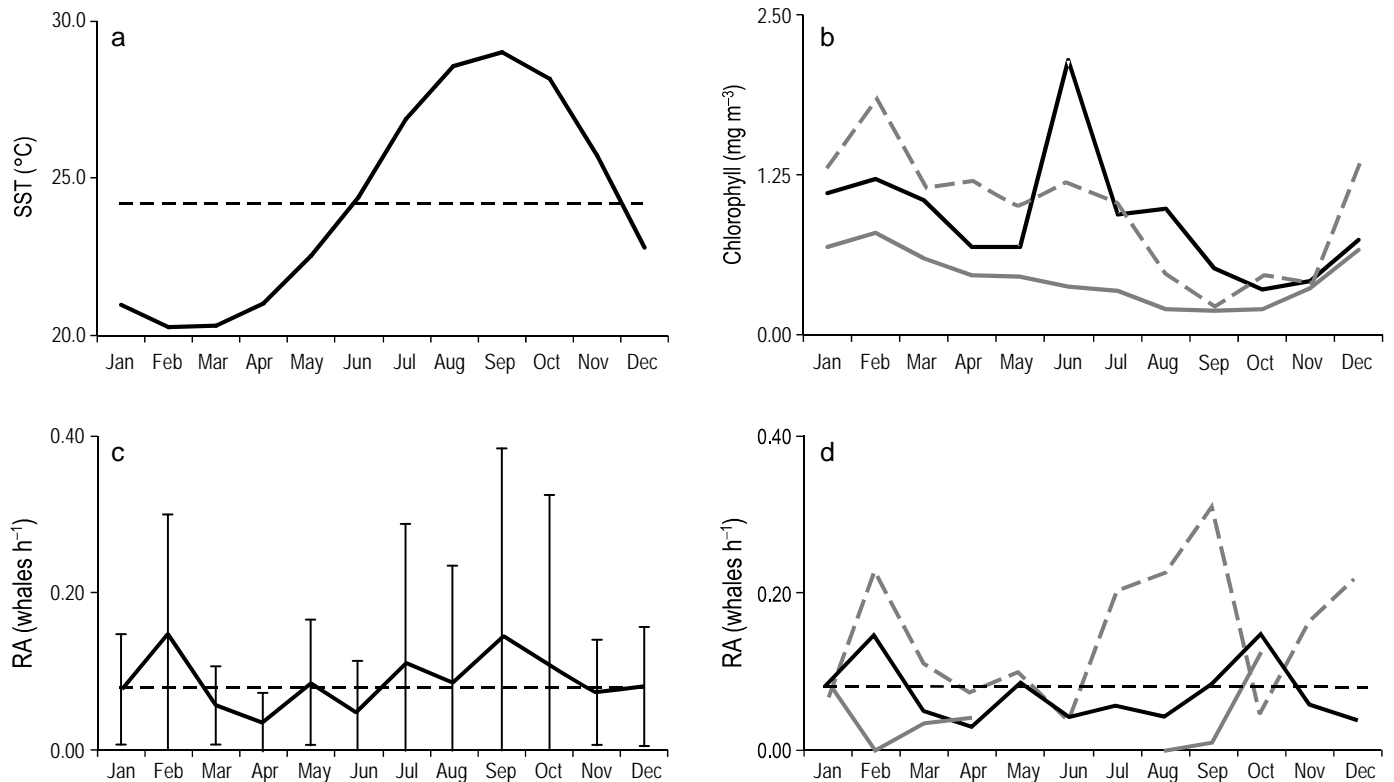 a
30.0
25.0
20.0
SST (°C)
Jan Feb Mar Apr May Jun Jul Aug Sep Oct Nov Dec
b
2.50
1.25
0.00
Chlorophyll (mg m⁻³)
Jan Feb Mar Apr May Jun Jul Aug Sep Oct Nov Dec
c
0.40
0.20
0.00
RA (whales h⁻¹)
Jan Feb Mar Apr May Jun Jul Aug Sep Oct Nov Dec
d
0.40
0.20
0.00
RA (whales h⁻¹)
Jan Feb Mar Apr May Jun Jul Aug Sep Oct Nov Dec